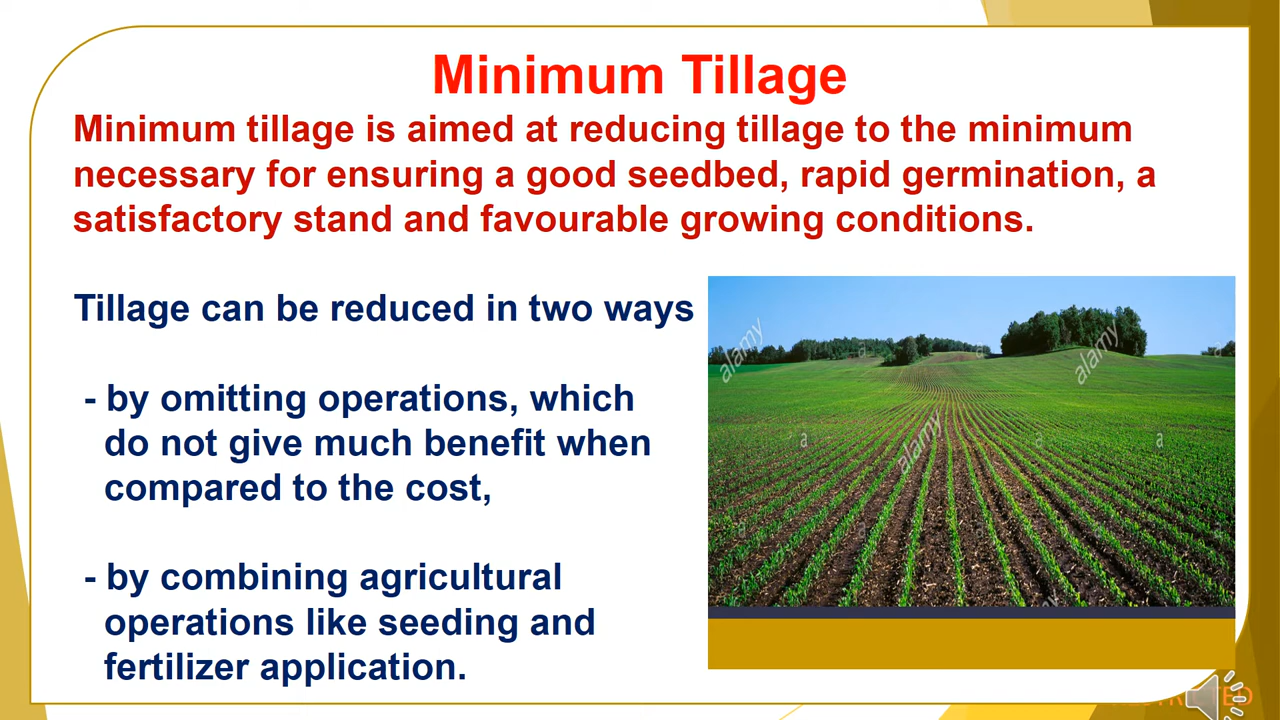 Minimum Tillage
Minimum tillage is aimed at reducing tillage to the minimum
necessary for ensuring a good seedbed, rapid germination, a
satisfactory stand and favourable growing conditions.
Tillage can be reduced in two ways
- by omitting operations, which
do not give much benefit when
compared to the cost,
- by combining agricultural
operations like seeding and
fertilizer application.
alamy
alamy
alamy
a
a
a
a
a
a